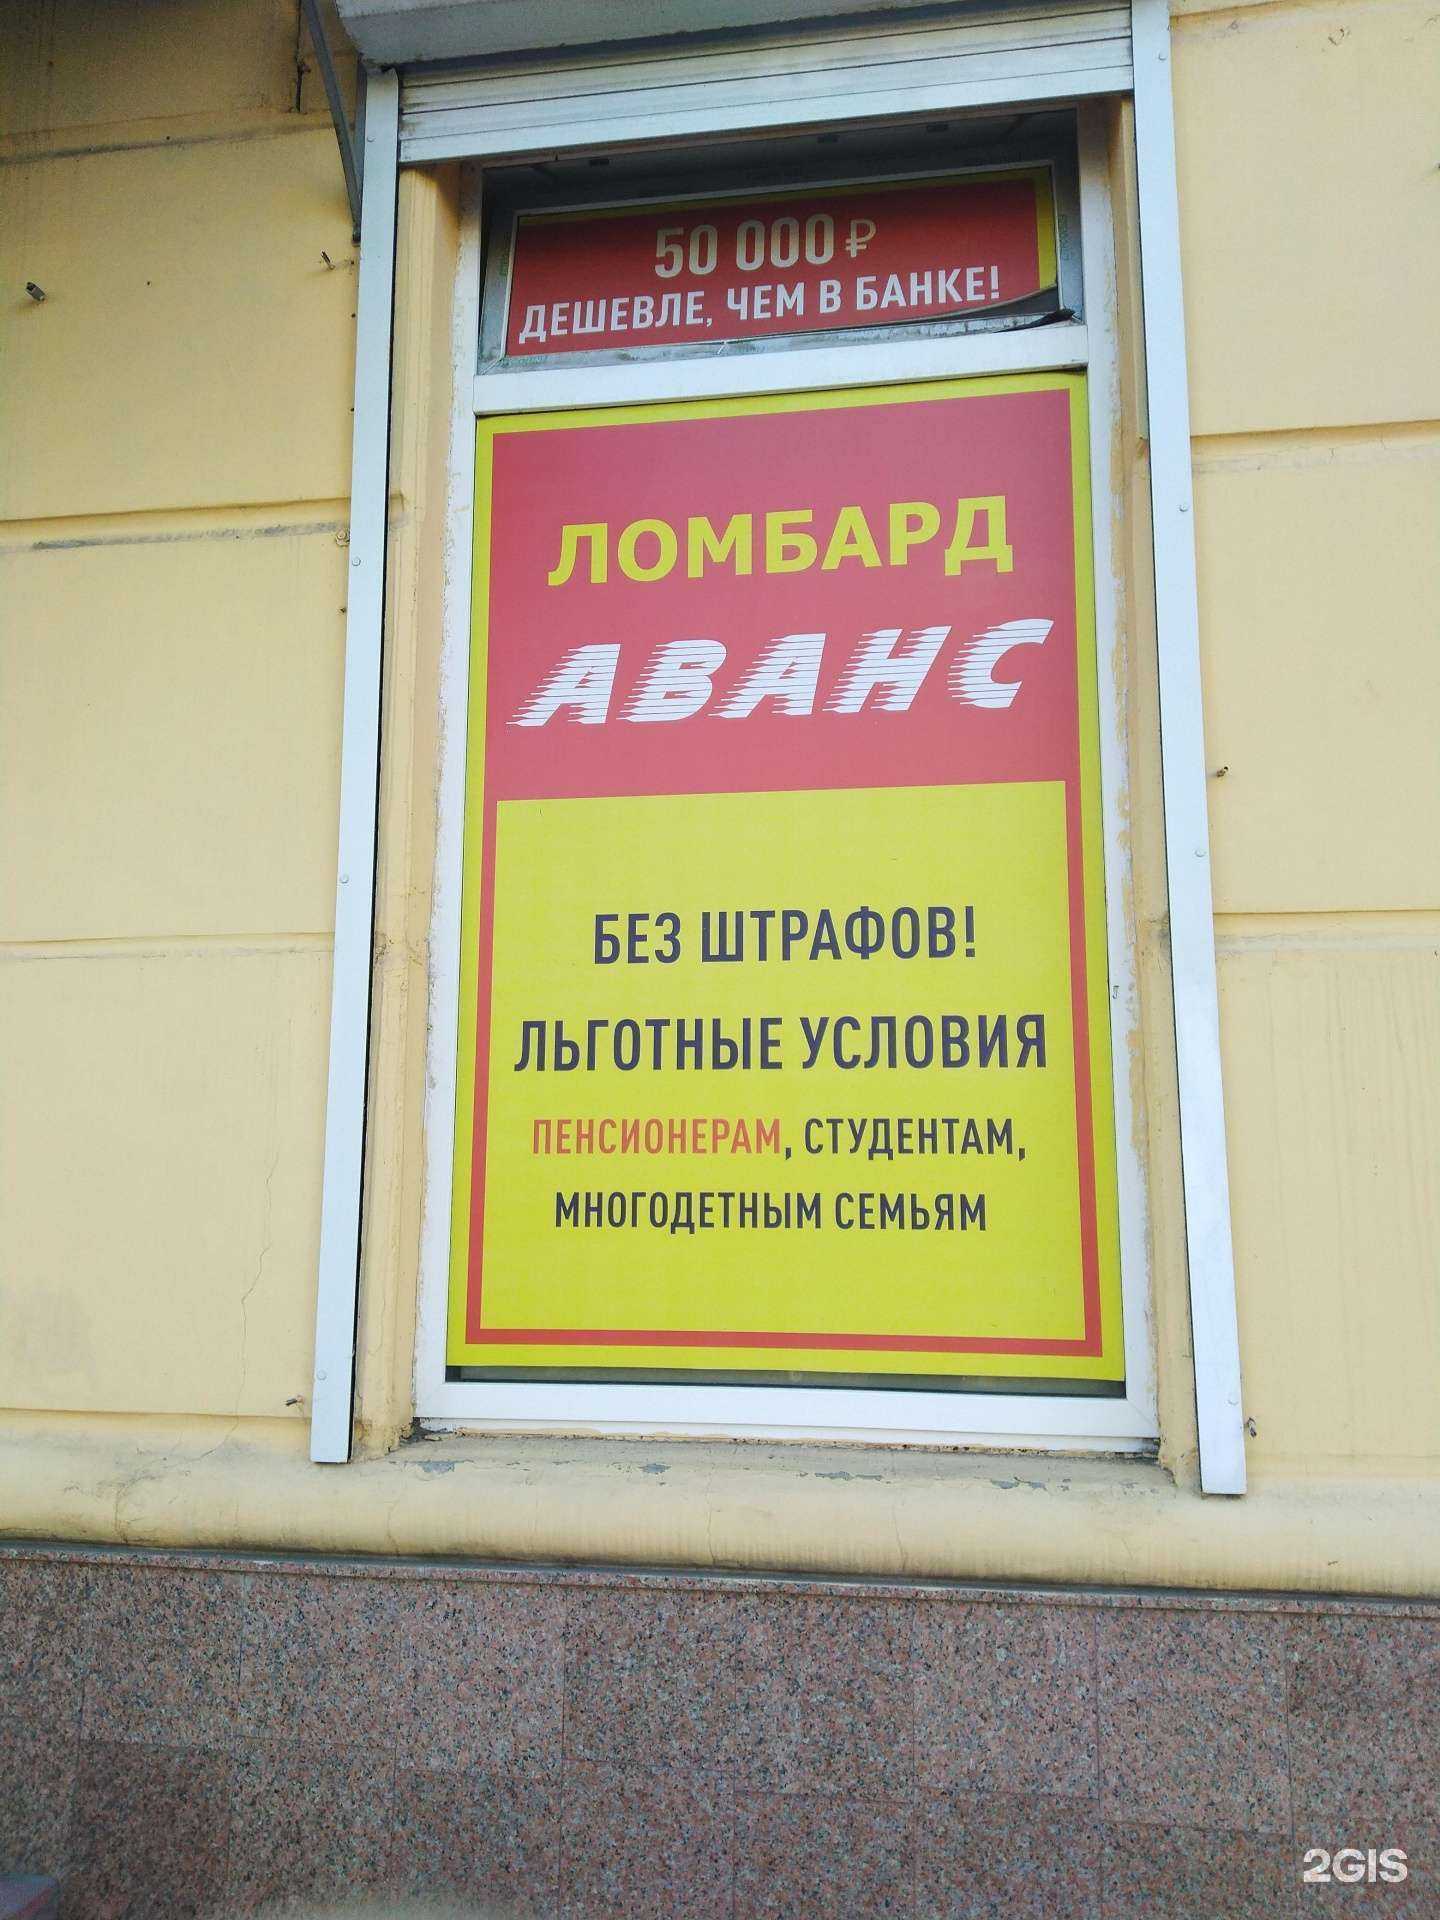 50 000 ₽
ДЕШЕВЛЕ, ЧЕМ В БАНКЕ!
ЛОМБАРД
АВАНС
БЕЗ ШТРАФОВ!
ЛЬГОТНЫЕ УСЛОВИЯ
ПЕНСИОНЕРАМ, СТУДЕНТАМ,
МНОГОДЕТНЫМ СЕМЬЯМ
2GIS